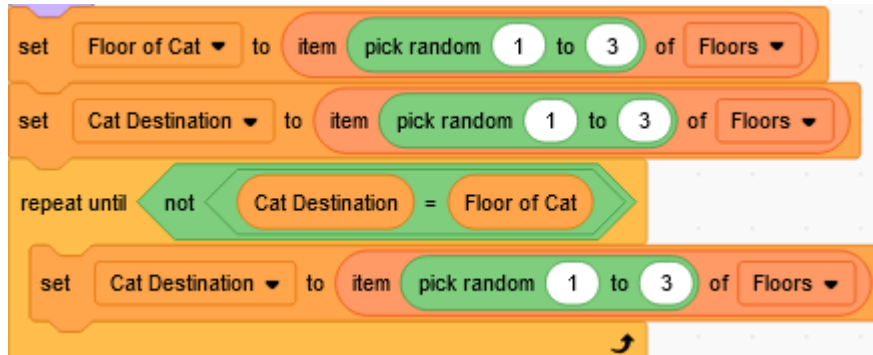 set Floor of Cat to item pick random 1 to 3 of Floors
set Cat Destination to item pick random 1 to 3 of Floors
repeat until not Cat Destination = Floor of Cat
set Cat Destination to item pick random 1 to 3 of Floors